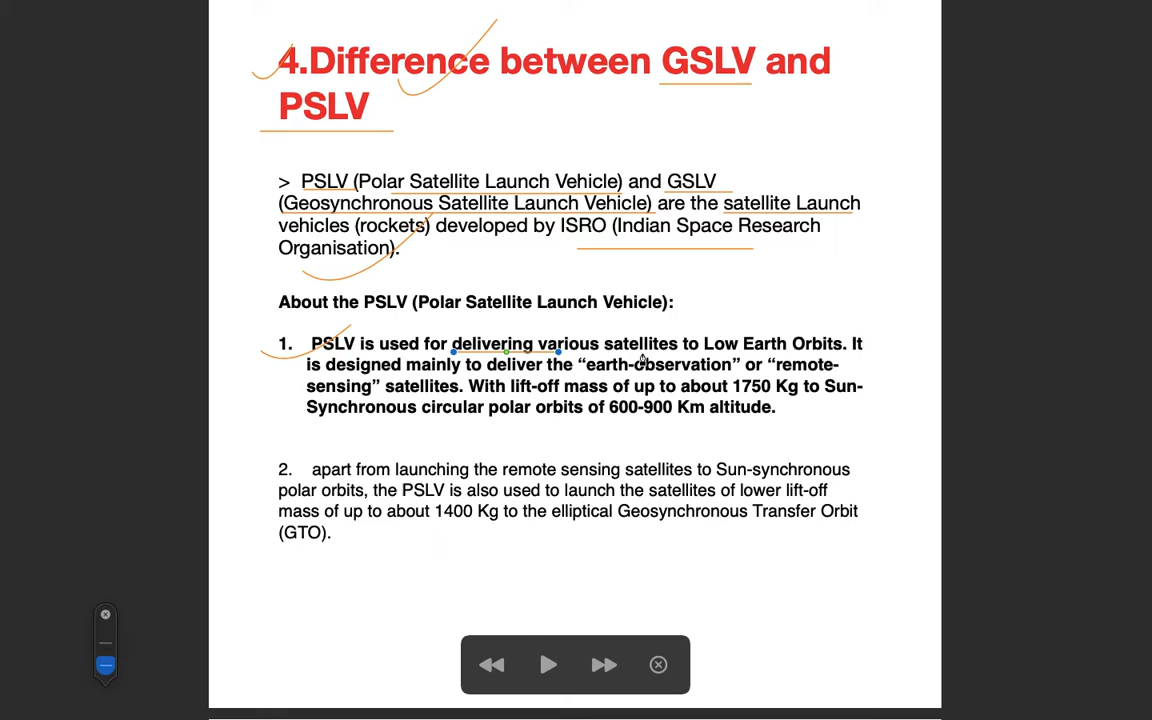 4.Difference between GSLV and
PSLV
> PSLV (Polar Satellite Launch Vehicle) and GSLV
(Geosynchronous Satellite Launch Vehicle) are the satellite Launch
vehicles (rockets) developed by ISRO (Indian Space Research
Organisation).
About the PSLV (Polar Satellite Launch Vehicle):
1. PSLV is used for delivering various satellites to Low Earth Orbits. It
is designed mainly to deliver the “earth-observation” or “remote-
sensing” satellites. With lift-off mass of up to about 1750 Kg to Sun-
Synchronous circular polar orbits of 600-900 Km altitude.
2. apart from launching the remote sensing satellites to Sun-synchronous
polar orbits, the PSLV is also used to launch the satellites of lower lift-off
mass of up to about 1400 Kg to the elliptical Geosynchronous Transfer Orbit
(GTO).